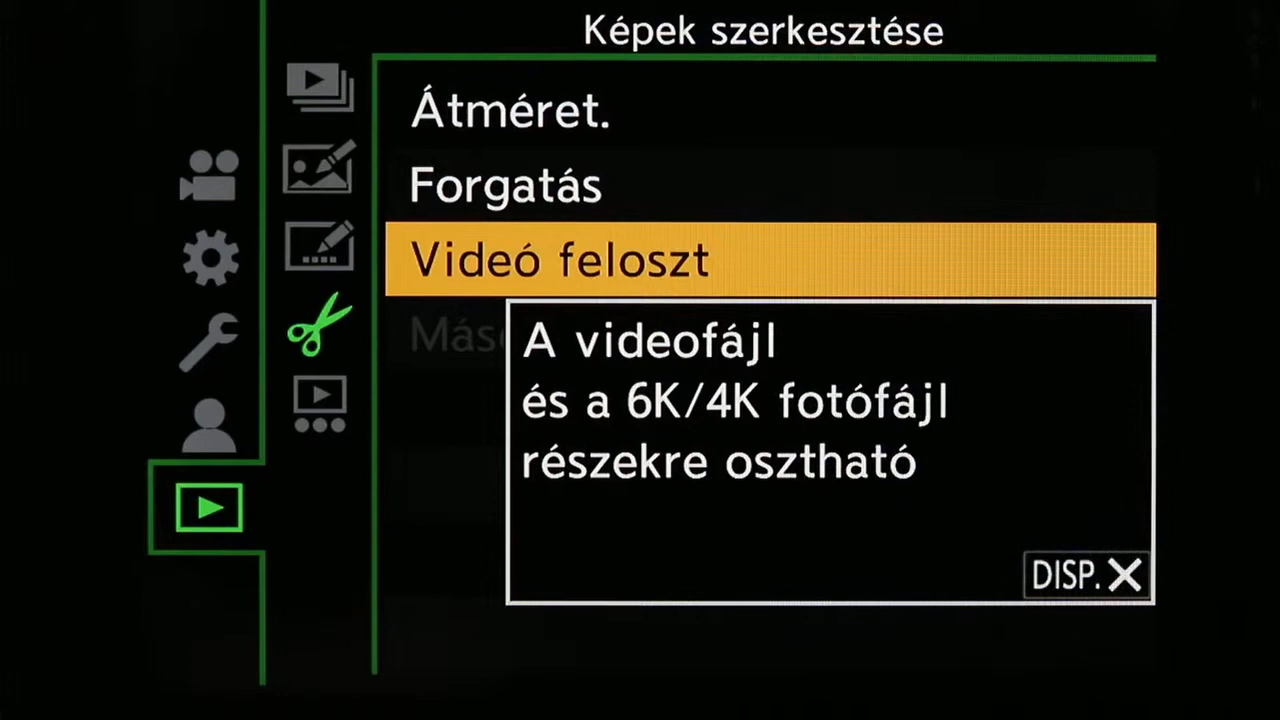 Képek szerkesztése
Átméret.
Forgatás
Videó feloszt
A videofájl
és a 6K/4K fotófájl
részekre osztható
DISP.